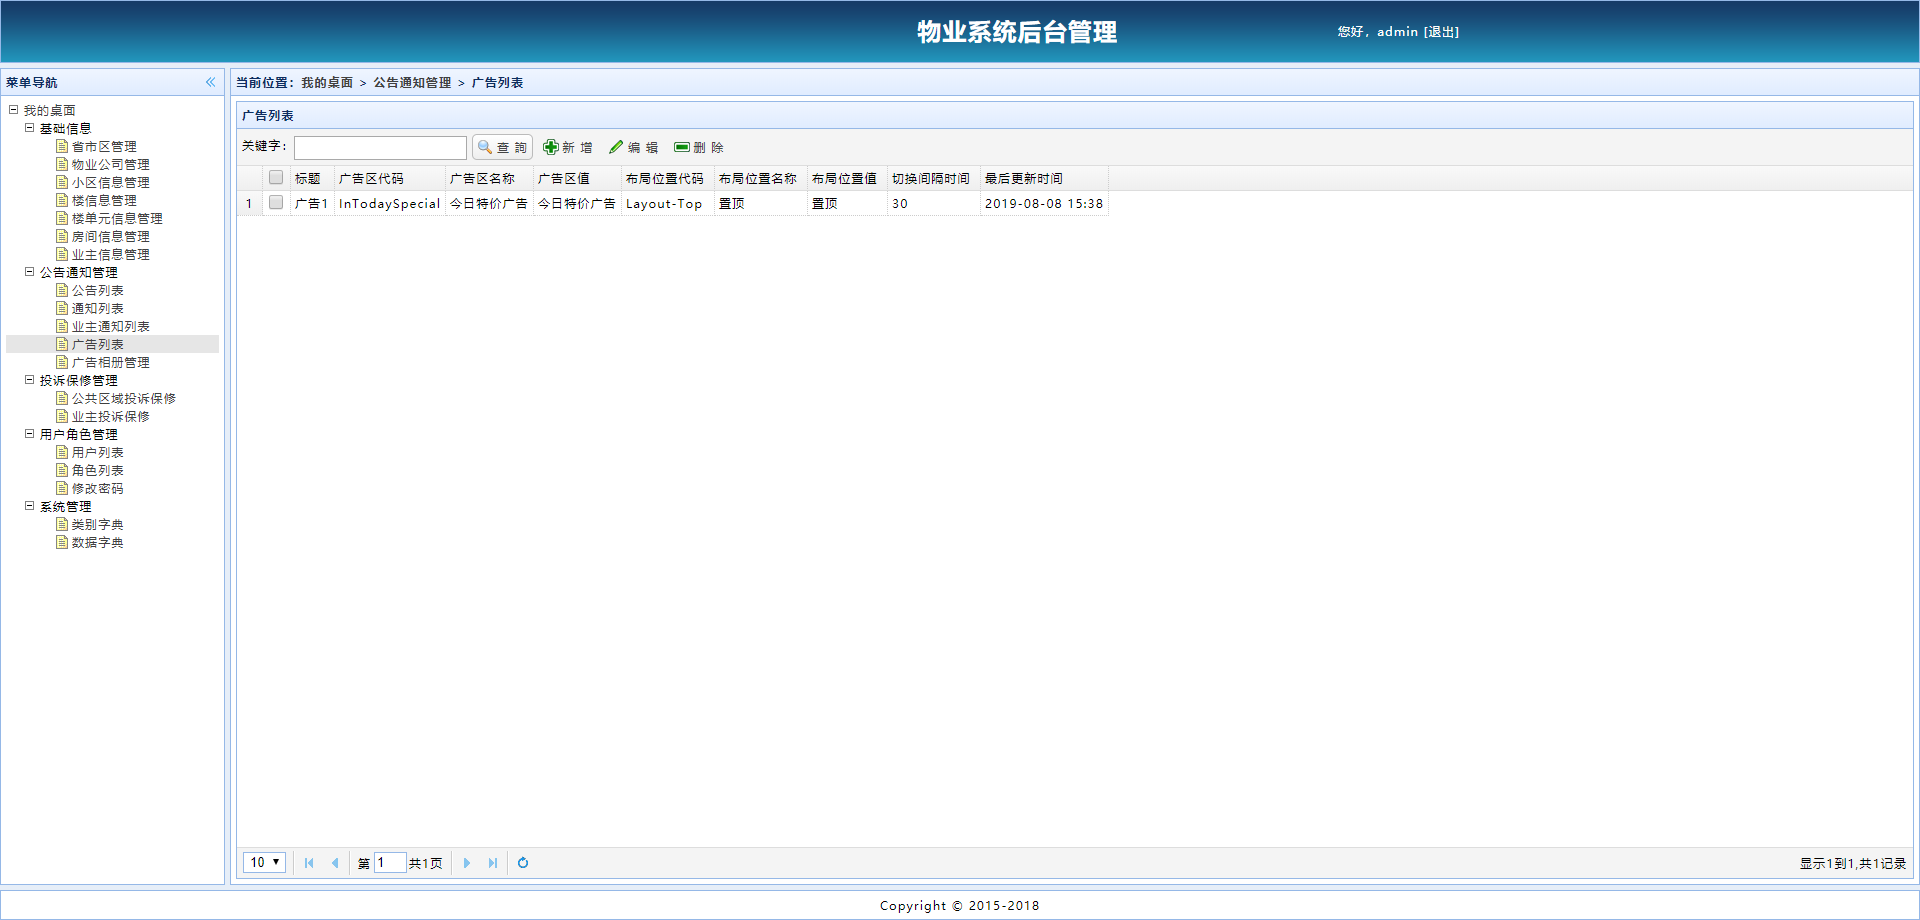 物业系统后台管理
您好，admin [退出]
菜单导航
我的桌面
基础信息
省市区管理
物业公司管理
小区信息管理
楼信息管理
楼单元信息管理
房间信息管理
业主信息管理
公告通知管理
公告列表
通知列表
业主通知列表
广告列表
广告相册管理
投诉保修管理
公共区域投诉保修
业主投诉保修
用户角色管理
用户列表
角色列表
修改密码
系统管理
类别字典
数据字典
当前位置：我的桌面 > 公告通知管理 > 广告列表
广告列表
关键字： 查 詢 新 增 编 辑 删 除
标题 广告区代码 广告区名称 广告区值 布局位置代码 布局位置名称 布局位置值 切换间隔时间 最后更新时间
1 广告1 InTodaySpecial 今日特价广告 今日特价广告 Layout-Top 置顶 置顶 30 2019-08-08 15:38
10 第 1 共1页 显示1到1,共1记录
Copyright © 2015-2018